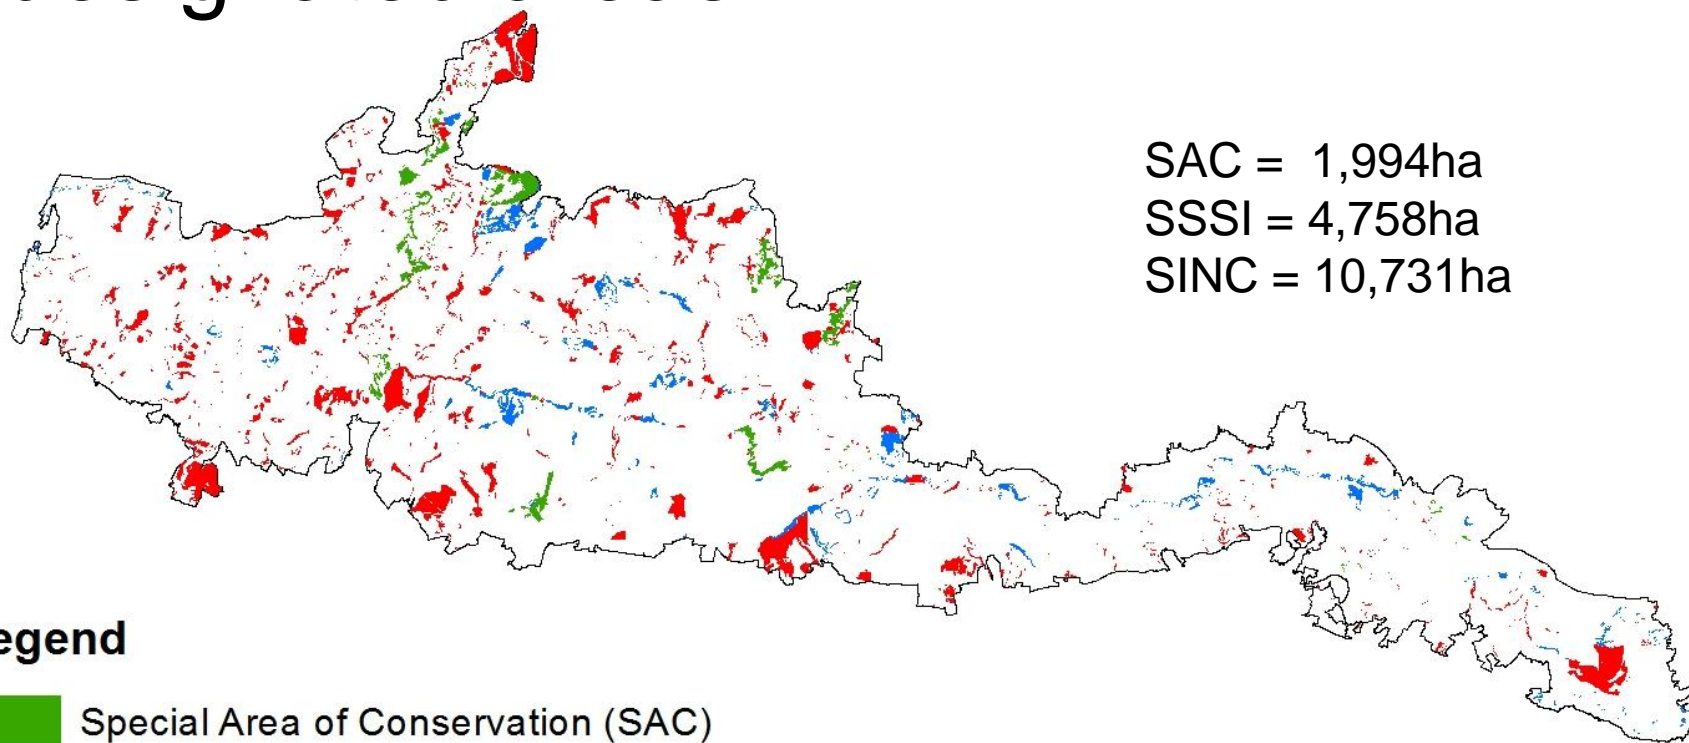 SAC = 1,994ha
SSSI = 4,758ha
SINC = 10,731ha
egend
Special Area of Conservation (SAC)